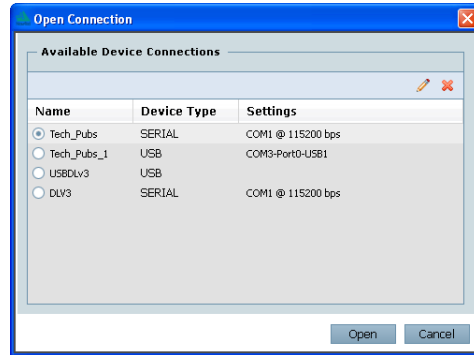 Open Connection
Available Device Connections
Name Device Type Settings
Tech_Pubs SERIAL COM1 @ 115200 bps
Tech_Pubs_1 USB COM3-Port0-USB1
USBDLv3 USB
DLV3 SERIAL COM1 @ 115200 bps
Open Cancel